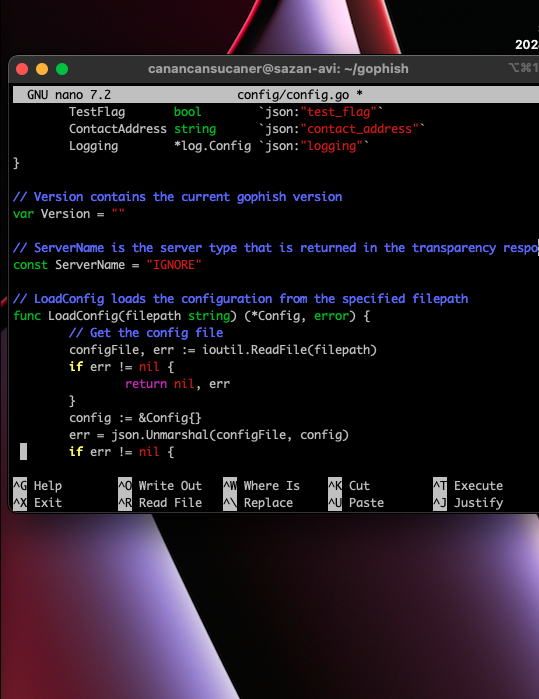 202
canancansucaner@sazan-avi: ~/gophish ⌥⌘1
GNU nano 7.2 config/config.go *
TestFlag bool `json:"test_flag"`
ContactAddress string `json:"contact_address"`
Logging *log.Config `json:"logging"`
}
// Version contains the current gophish version
var Version = ""
// ServerName is the server type that is returned in the transparency respo
const ServerName = "IGNORE"
// LoadConfig loads the configuration from the specified filepath
func LoadConfig(filepath string) (*Config, error) {
// Get the config file
configFile, err := ioutil.ReadFile(filepath)
if err != nil {
return nil, err
}
config := &Config{}
err = json.Unmarshal(configFile, config)
if err != nil {
^G Help ^O Write Out ^W Where Is ^K Cut ^T Execute
^X Exit ^R Read File ^\ Replace ^U Paste ^J Justify